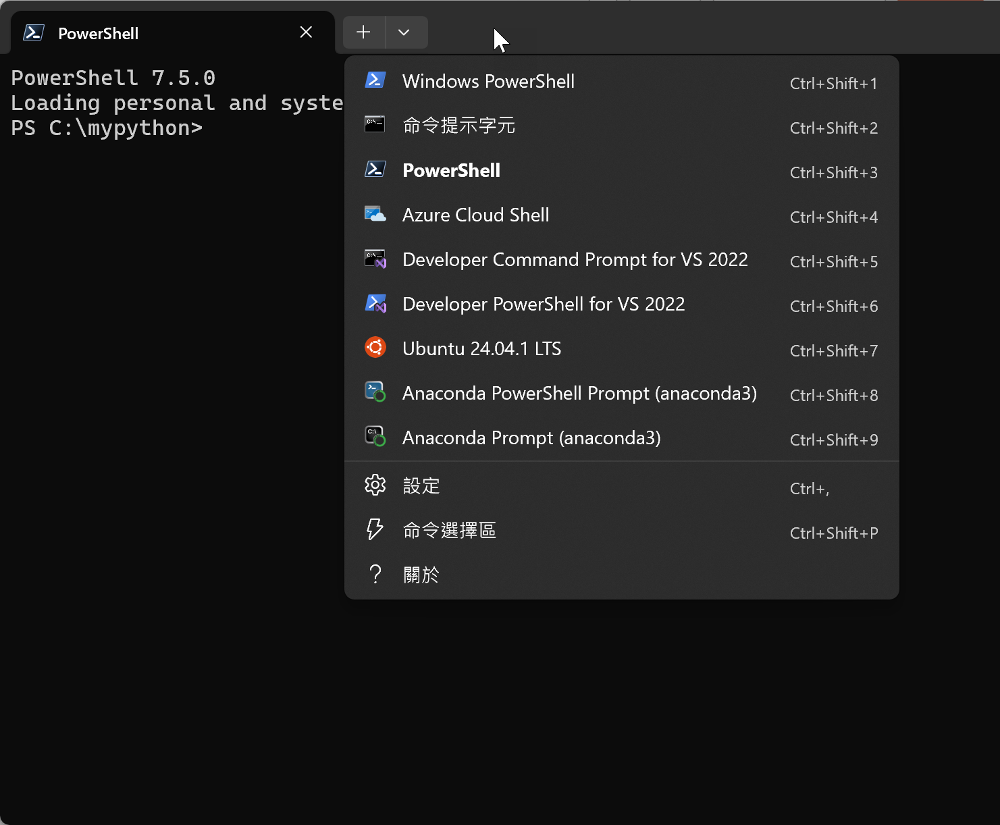 PowerShell
PowerShell 7.5.0
Loading personal and syste
PS C:\mypython>
Windows PowerShell Ctrl+Shift+1
命令提示字元 Ctrl+Shift+2
PowerShell Ctrl+Shift+3
Azure Cloud Shell Ctrl+Shift+4
Developer Command Prompt for VS 2022 Ctrl+Shift+5
Developer PowerShell for VS 2022 Ctrl+Shift+6
Ubuntu 24.04.1 LTS Ctrl+Shift+7
Anaconda PowerShell Prompt (anaconda3) Ctrl+Shift+8
Anaconda Prompt (anaconda3) Ctrl+Shift+9
設定 Ctrl+,
命令選擇區 Ctrl+Shift+P
關於